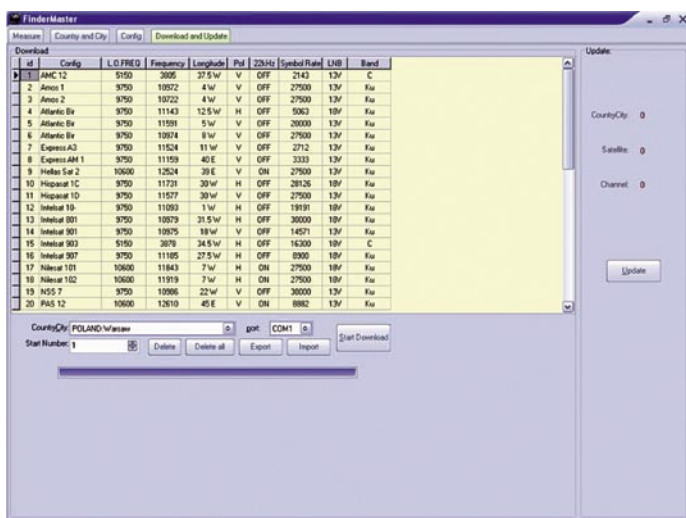 FinderMaster
Measure County and City Config Download and Update
Download
id Config L.O.FREQ Frequency Longitude Pol 22kHz Symbol Rate LNB Band
1 AMC 12 5150 3805 37.5 W V OFF 2143 13V C
2 Amos 1 9750 10972 4 W V OFF 27500 13V Ku
3 Amos 2 9750 10722 4 W V OFF 27500 13V Ku
4 Atlantic Bir 9750 11143 12.5 W H OFF 5063 18V Ku
5 Atlantic Bir 9750 11591 5 W V OFF 20000 13V Ku
6 Atlantic Bir 9750 10974 8 W V OFF 27500 13V Ku
7 Express A3 9750 11524 11 W V OFF 2712 13V Ku
8 Express AM 1 9750 11159 40 E V OFF 3333 13V Ku
9 Hellas Sat 2 10600 12524 39 E V ON 27500 13V Ku
10 Hispasat 1C 9750 11731 30 W H OFF 28126 18V Ku
11 Hispasat 1D 9750 11577 30 W V OFF 27500 13V Ku
12 Intelsat 10- 9750 11093 1 W H OFF 19191 18V Ku
13 Intelsat 801 9750 10979 31.5 W H OFF 30000 18V Ku
14 Intelsat 901 9750 10975 18 W V OFF 14571 13V Ku
15 Intelsat 903 5150 3878 34.5 W H OFF 16300 18V C
16 Intelsat 907 9750 11185 27.5 W H OFF 8900 18V Ku
17 Nilesat 101 10600 11843 7 W H ON 27500 18V Ku
18 Nilesat 102 10600 11919 7 W H ON 27500 18V Ku
19 NSS 7 9750 10986 22 W V OFF 30000 13V Ku
20 PAS 12 10600 12610 45 E V ON 8882 13V Ku
CountryCity: POLAND:Warsaw port: COM1
Start Number: 1 Delete Delete all Export Import Start Download
Update:
CountryCity: 0
Satellite: 0
Channel: 0
Update